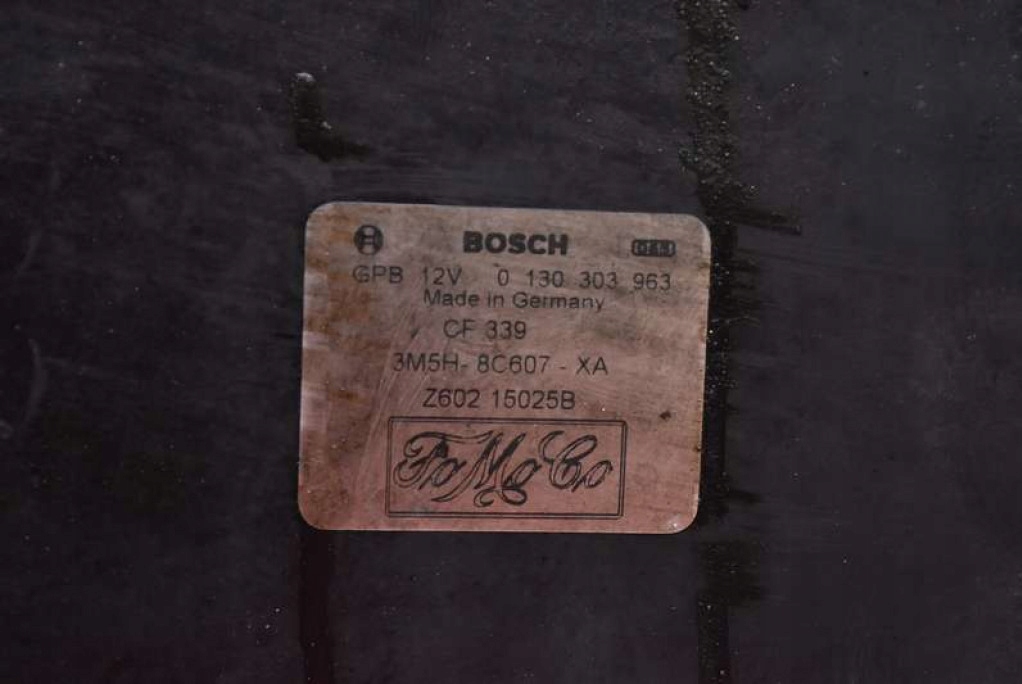 BOSCH
GPB 12V 0 130 303 963
Made in Germany
CF 339
3M5H- 8C607 - XA
Z602 15025B
FoMoCo